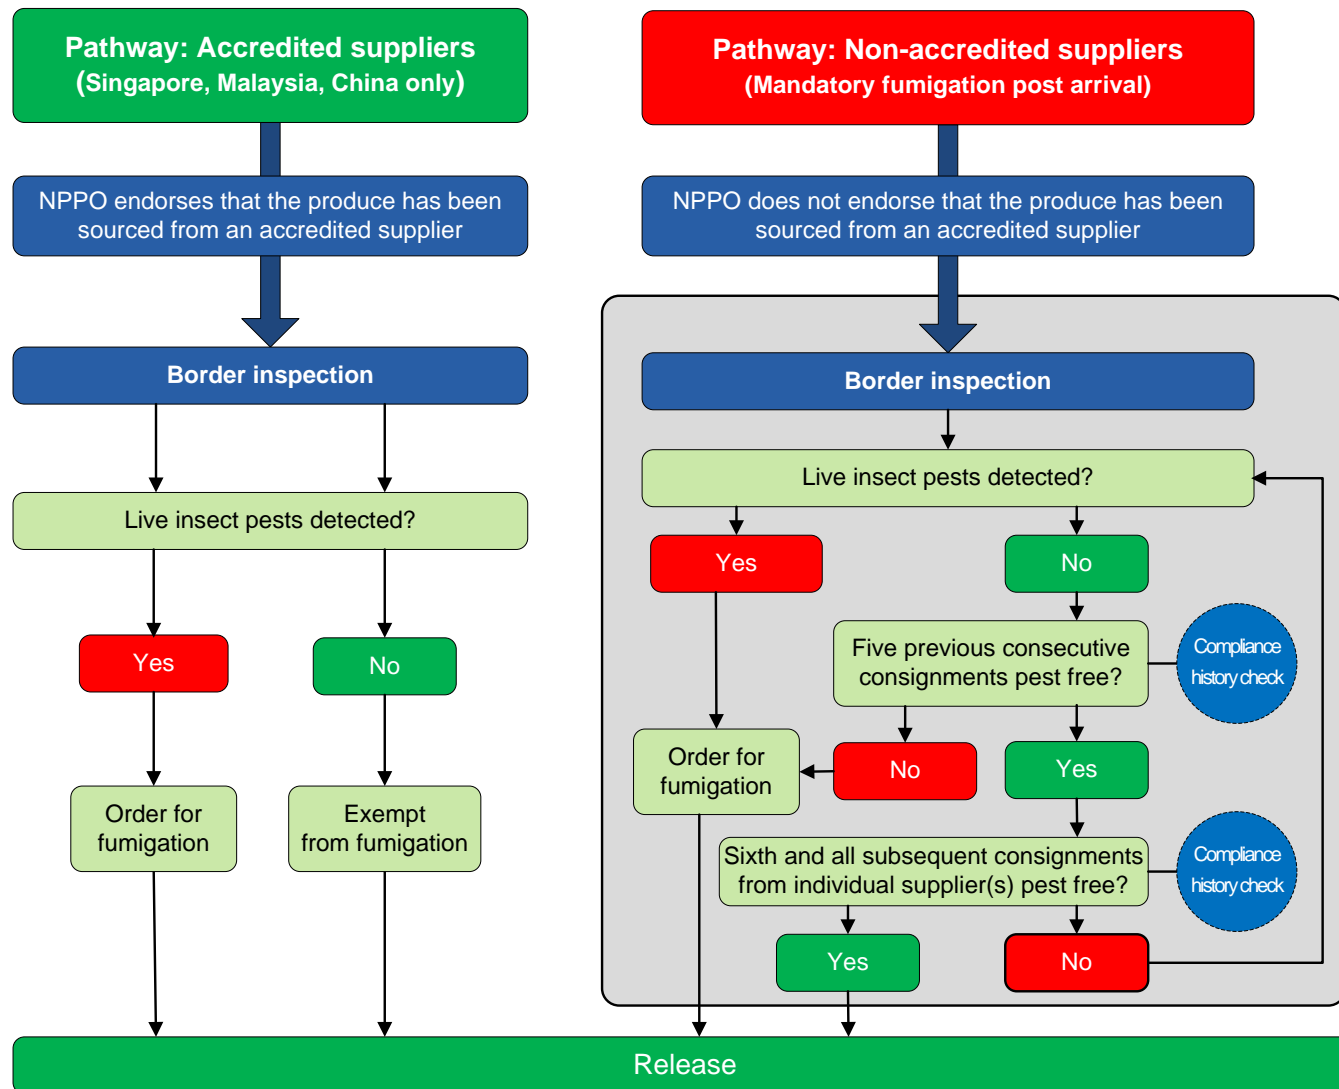 Pathway: Accredited suppliers
(Singapore, Malaysia, China only)
NPPO endorses that the produce has been
sourced from an accredited supplier
Border inspection
Live insect pests detected?
Yes
No
Order for
fumigation
Exempt
from fumigation
Pathway: Non-accredited suppliers
(Mandatory fumigation post arrival)
NPPO does not endorse that the produce has been
sourced from an accredited supplier
Border inspection
Live insect pests detected?
Yes
No
Five previous consecutive
consignments pest free?
Compliance
history check
Order for
fumigation
No
Yes
Sixth and all subsequent consignments
from individual supplier(s) pest free?
Compliance
history check
Yes
No
Release